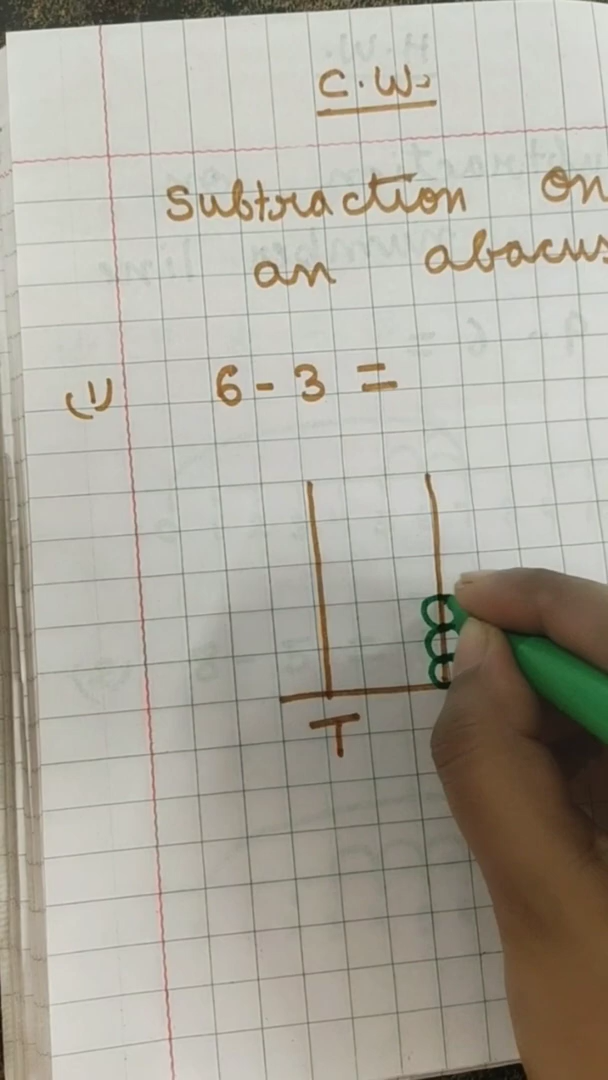 C.W.
Subtraction on
an abacus
(1) 6 - 3 =
T